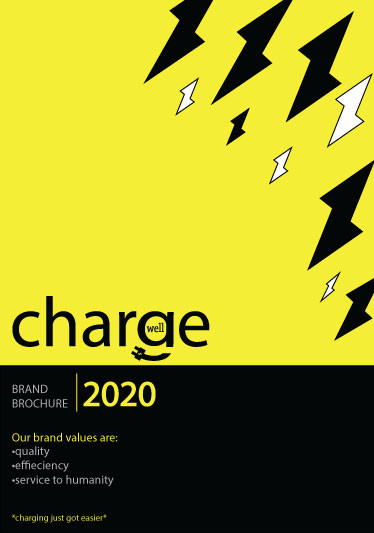 charge
well
BRAND
BROCHURE
2020
Our brand values are:
•quality
•effieciency
•service to humanity
*charging just got easier*